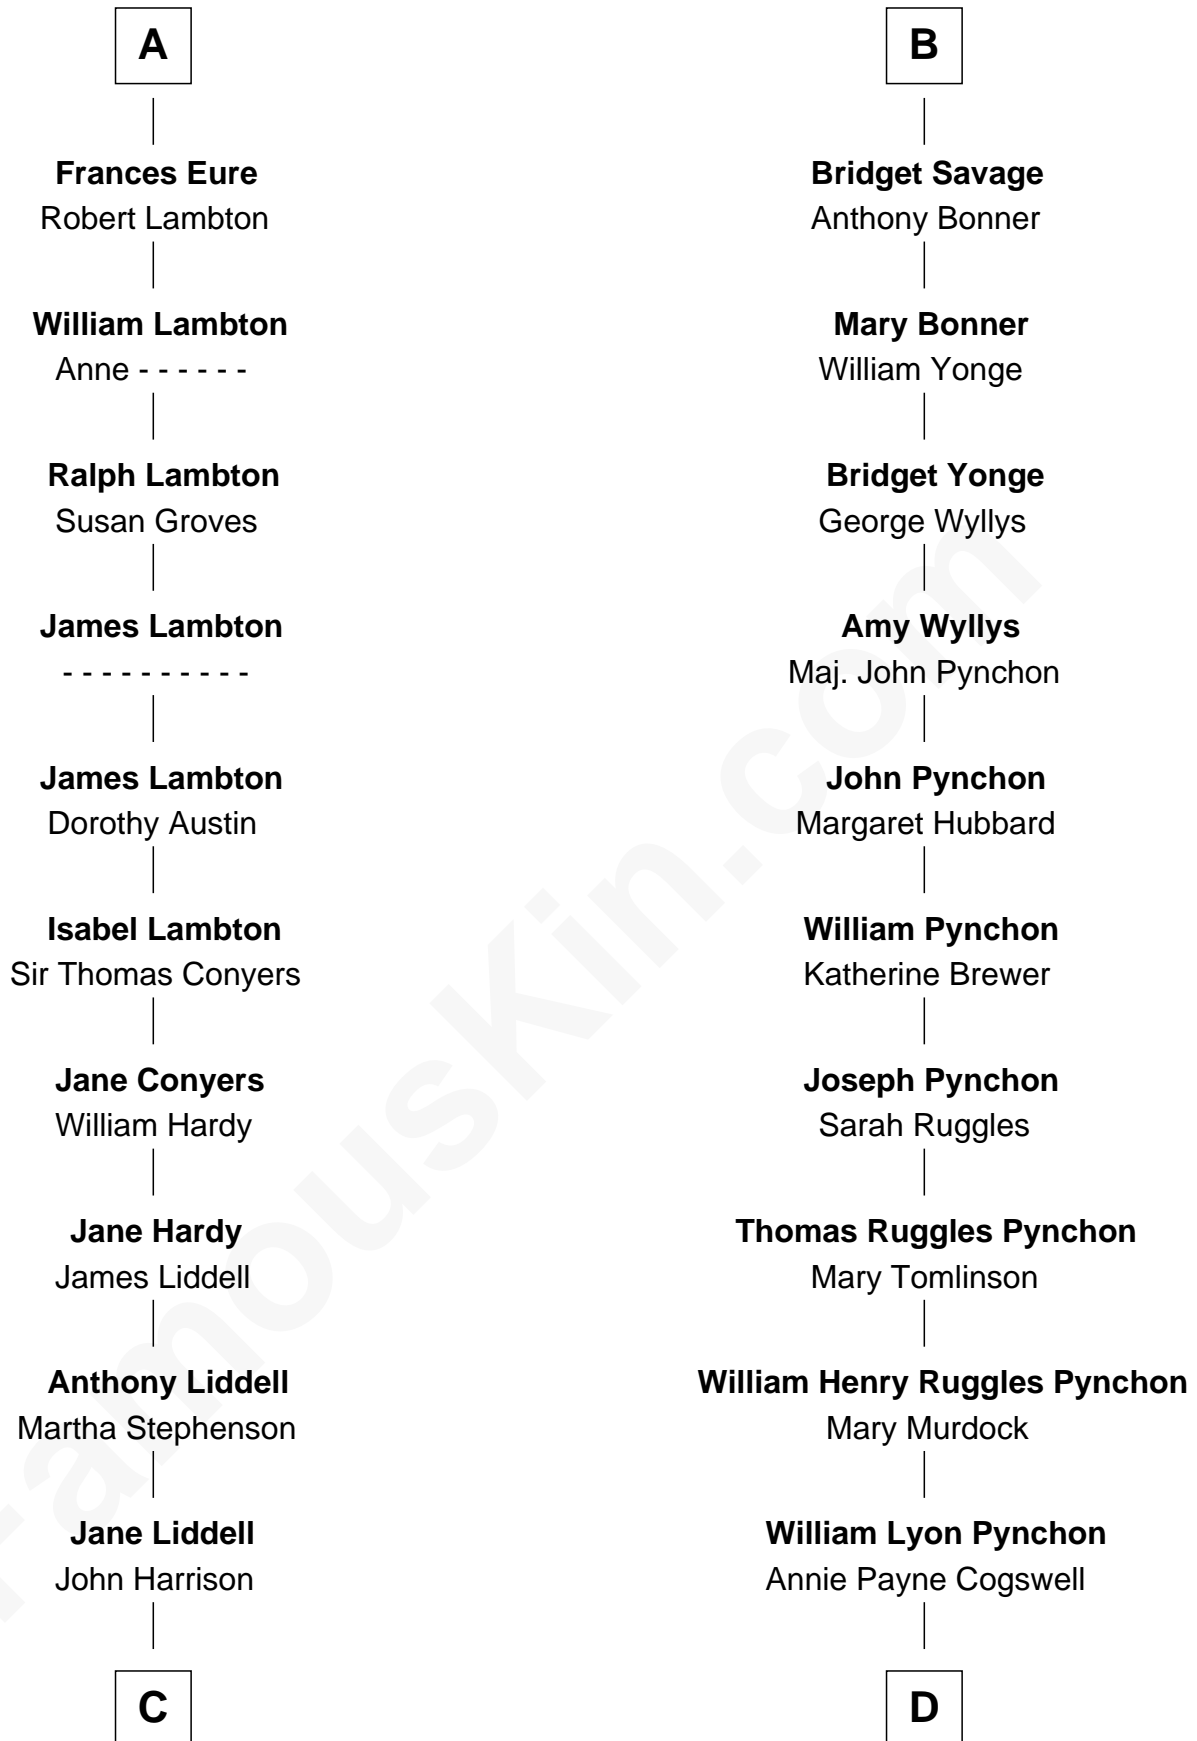 A
Frances Eure
Robert Lambton
William Lambton
Anne - - - - - -
Ralph Lambton
Susan Groves
James Lambton
- - - - - - - - - -
James Lambton
Dorothy Austin
Isabel Lambton
Sir Thomas Conyers
Jane Conyers
William Hardy
Jane Hardy
James Liddell
Anthony Liddell
Martha Stephenson
Jane Liddell
John Harrison
C
B
Bridget Savage
Anthony Bonner
Mary Bonner
William Yonge
Bridget Yonge
George Wyllys
Amy Wyllys
Maj. John Pynchon
John Pynchon
Margaret Hubbard
William Pynchon
Katherine Brewer
Joseph Pynchon
Sarah Ruggles
Thomas Ruggles Pynchon
Mary Tomlinson
William Henry Ruggles Pynchon
Mary Murdock
William Lyon Pynchon
Annie Payne Cogswell
D
FamousKin.com